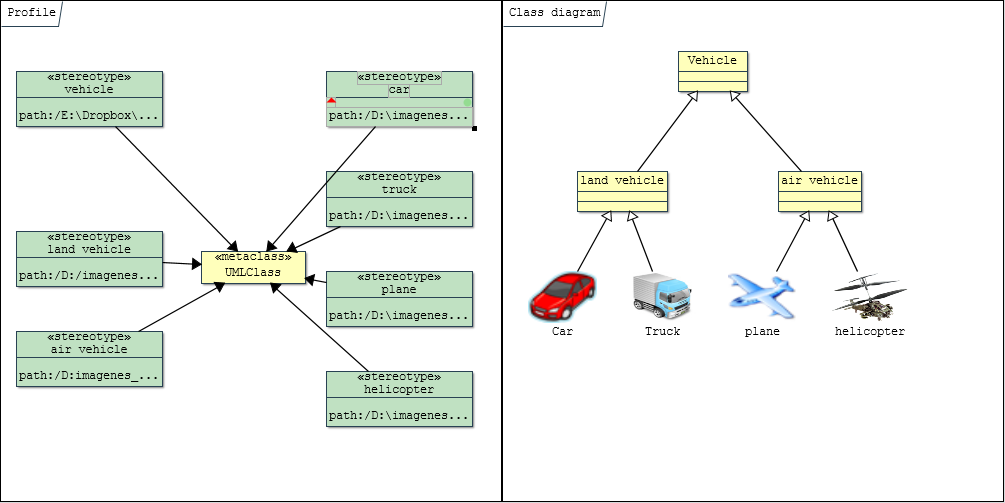 Profile
«stereotype»
vehicle
path:/E:\Dropbox\...
«stereotype»
car
path:/D:\imagenes...
«stereotype»
truck
path:/D:\imagenes...
«stereotype»
land vehicle
path:/D:/imagenes...
«metaclass»
UMLClass
«stereotype»
plane
path:/D:\imagenes...
«stereotype»
air vehicle
path:/D:imagenes_...
«stereotype»
helicopter
path:/D:\imagenes...
Class diagram
Vehicle
land vehicle
air vehicle
Car
Truck
plane
helicopter